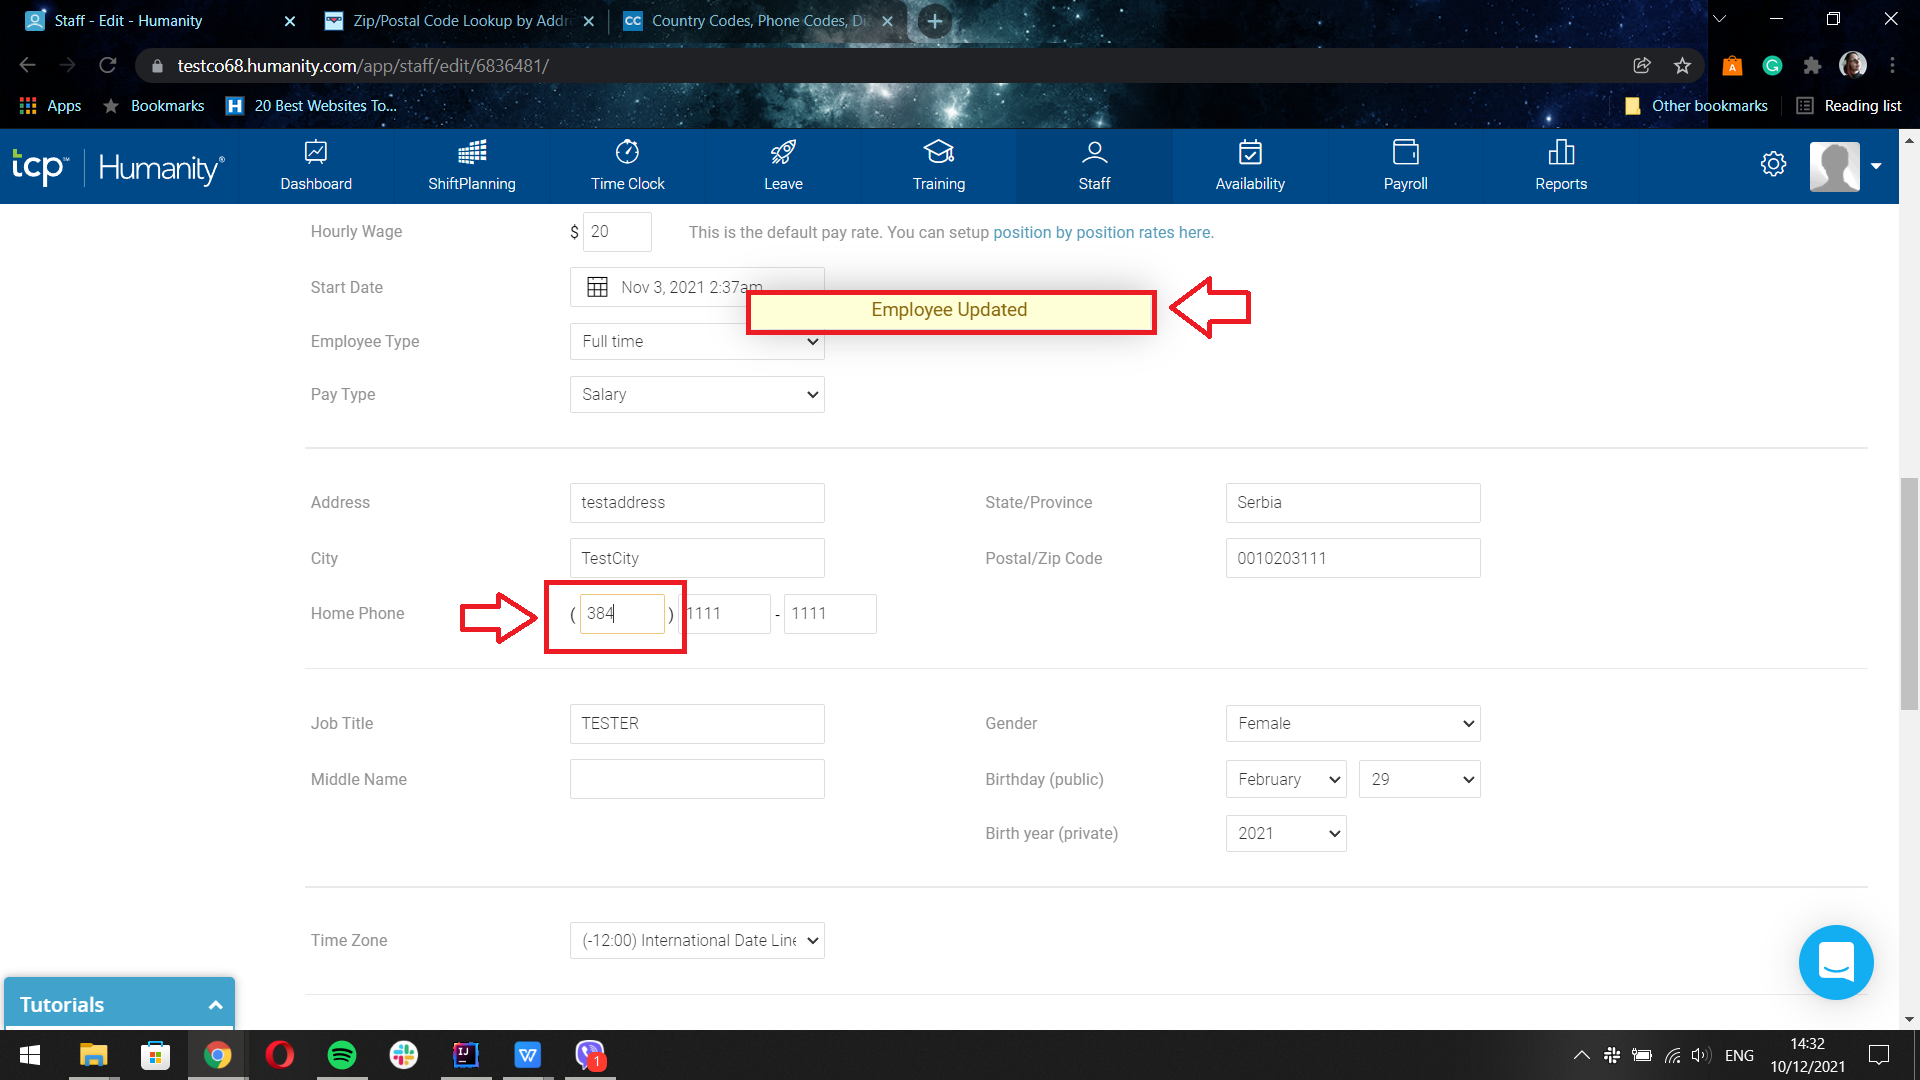 Staff - Edit - Humanity
Zip/Postal Code Lookup by Addre
CC Country Codes, Phone Codes, Di
testco68.humanity.com/app/staff/edit/6836481/
Apps
Bookmarks
H 20 Best Websites To...
Other bookmarks
Reading list
tcp™ Humanity®
Dashboard
ShiftPlanning
Time Clock
Leave
Training
Staff
Availability
Payroll
Reports
Hourly Wage
$ 20
This is the default pay rate. You can setup position by position rates here.
Start Date
Nov 3, 2021 2:37am
Employee Updated
Employee Type
Full time
Pay Type
Salary
Address
testaddress
State/Province
Serbia
City
TestCity
Postal/Zip Code
0010203111
Home Phone
( 384 ) 1111 - 1111
Job Title
TESTER
Gender
Female
Middle Name
Birthday (public)
February
29
Birth year (private)
2021
Time Zone
(-12:00) International Date Line
Tutorials
IJ
W
1
ENG
14:32
10/12/2021